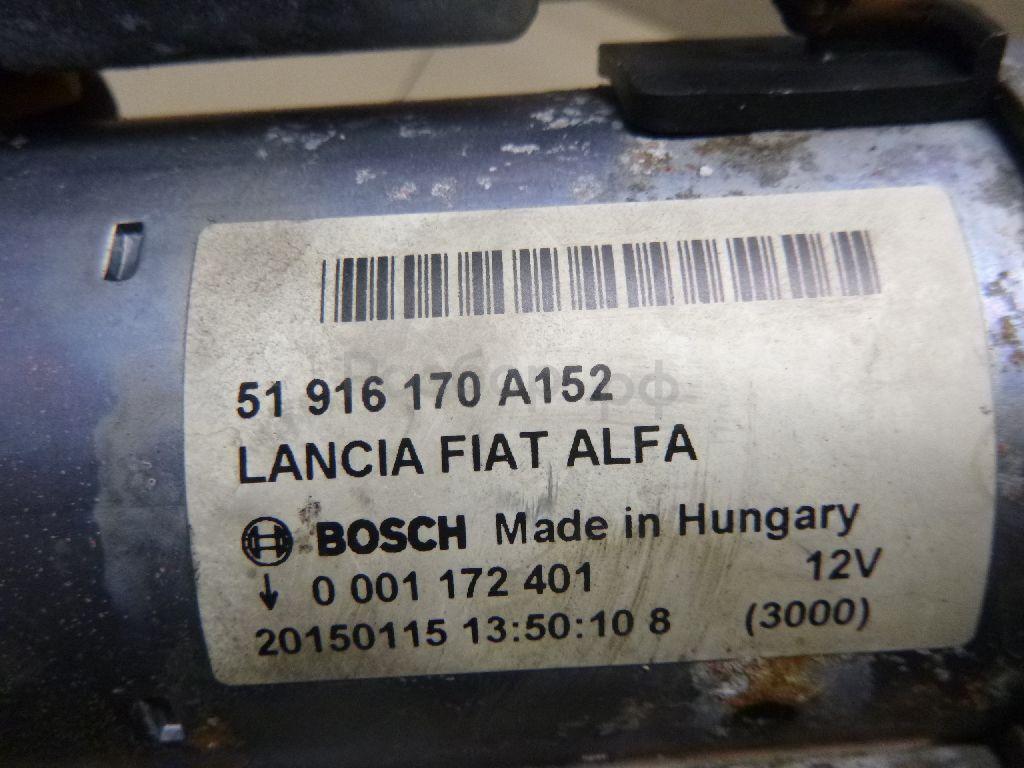 51 916 170 A152
LANCIA FIAT ALFA
BOSCH Made in Hungary
0 001 172 401 12V
20150115 13:50:10 8 (3000)